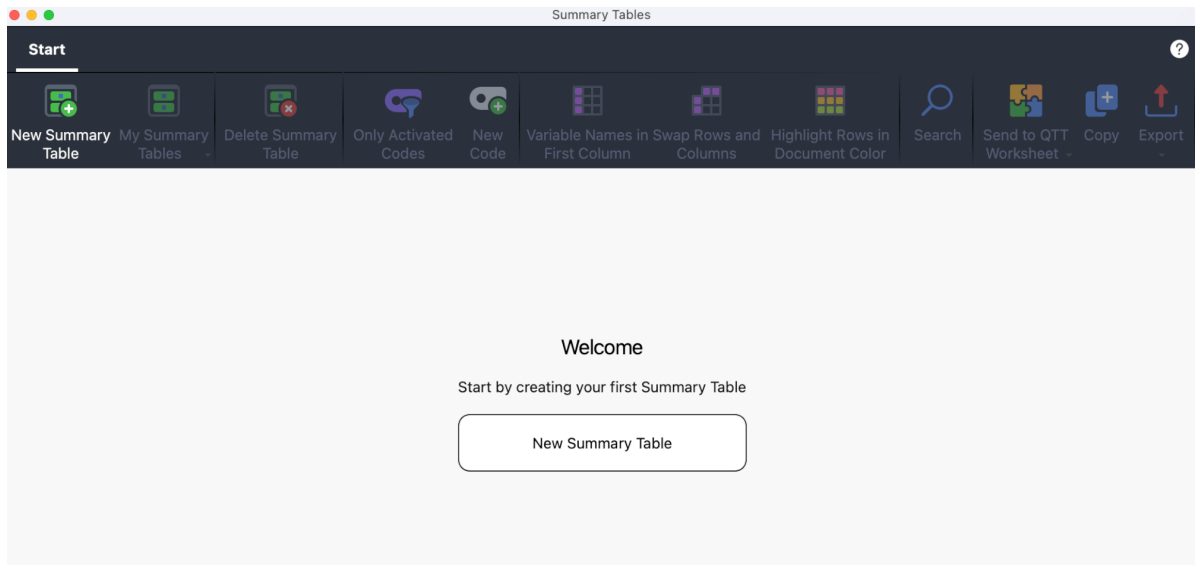 Summary Tables
Start
?
New Summary Table
My Summary Tables
Delete Summary Table
Only Activated Codes
New Code
Variable Names in First Column
Swap Rows and Columns
Highlight Rows in Document Color
Search
Send to QTT Worksheet
Copy
Export
Welcome
Start by creating your first Summary Table
New Summary Table